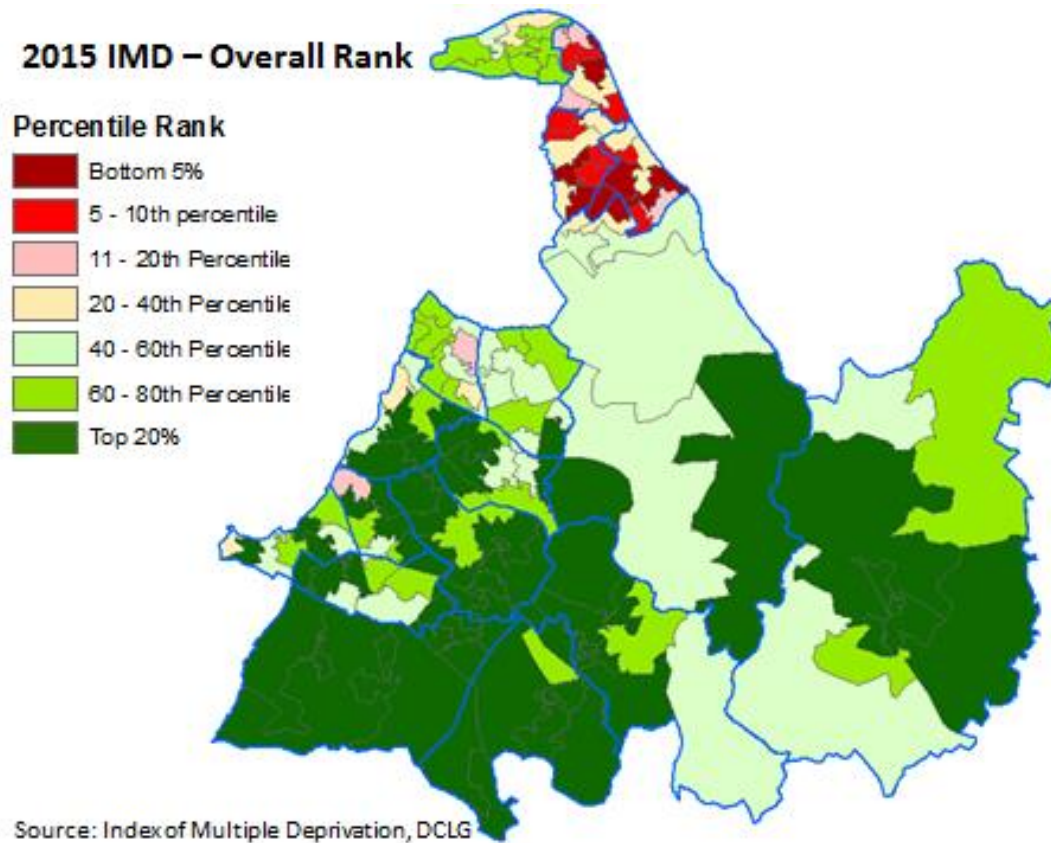 2015 IMD – Overall Rank
Percentile Rank
Bottom 5%
5 - 10th percentile
11 - 20th Percentile
20 - 40th Percentile
40 - 60th Percentile
60 - 80th Percentile
Top 20%
Source: Index of Multiple Deprivation, DCLG